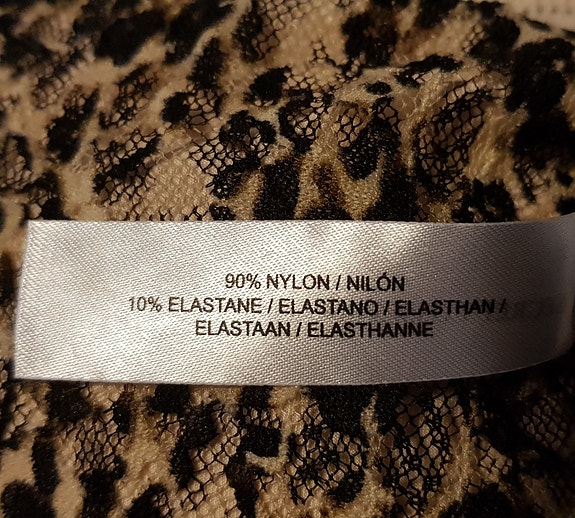 90% NYLON / NILÓN
10% ELASTANE / ELASTANO / ELASTHAN /
ELASTAAN / ELASTHANNE